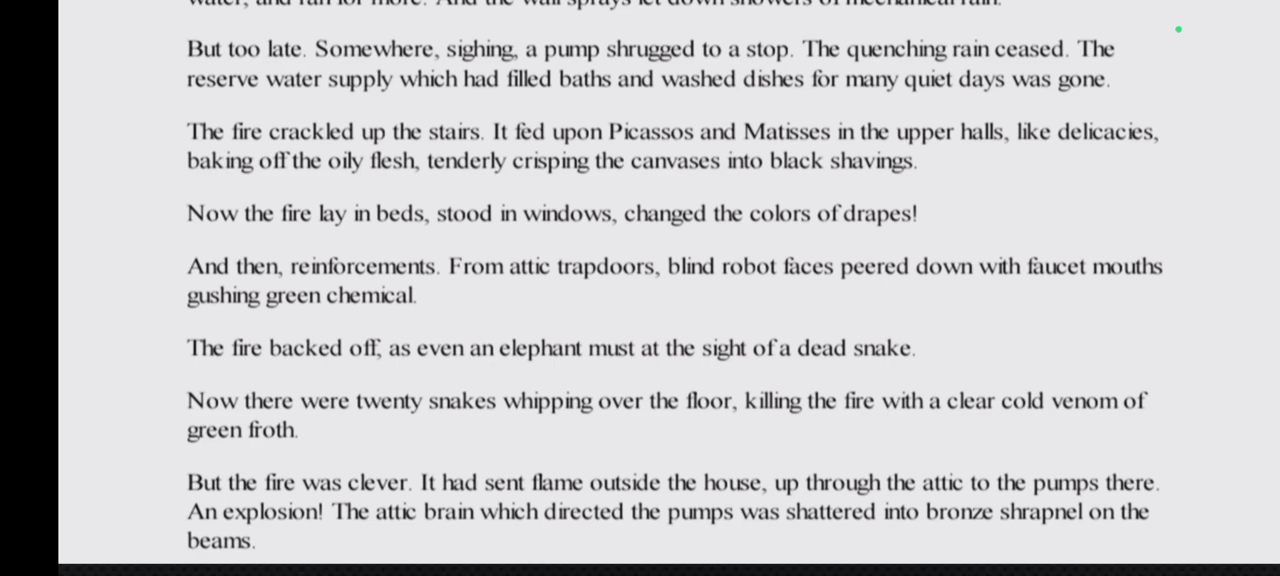 But too late. Somewhere, sighing, a pump shrugged to a stop. The quenching rain ceased. The
reserve water supply which had filled baths and washed dishes for many quiet days was gone.
The fire crackled up the stairs. It fed upon Picassos and Matisses in the upper halls, like delicacies,
baking off the oily flesh, tenderly crisping the canvases into black shavings.
Now the fire lay in beds, stood in windows, changed the colors of drapes!
And then, reinforcements. From attic trapdoors, blind robot faces peered down with faucet mouths
gushing green chemical.
The fire backed off, as even an elephant must at the sight of a dead snake.
Now there were twenty snakes whipping over the floor, killing the fire with a clear cold venom of
green froth.
But the fire was clever. It had sent flame outside the house, up through the attic to the pumps there.
An explosion! The attic brain which directed the pumps was shattered into bronze shrapnel on the
beams.